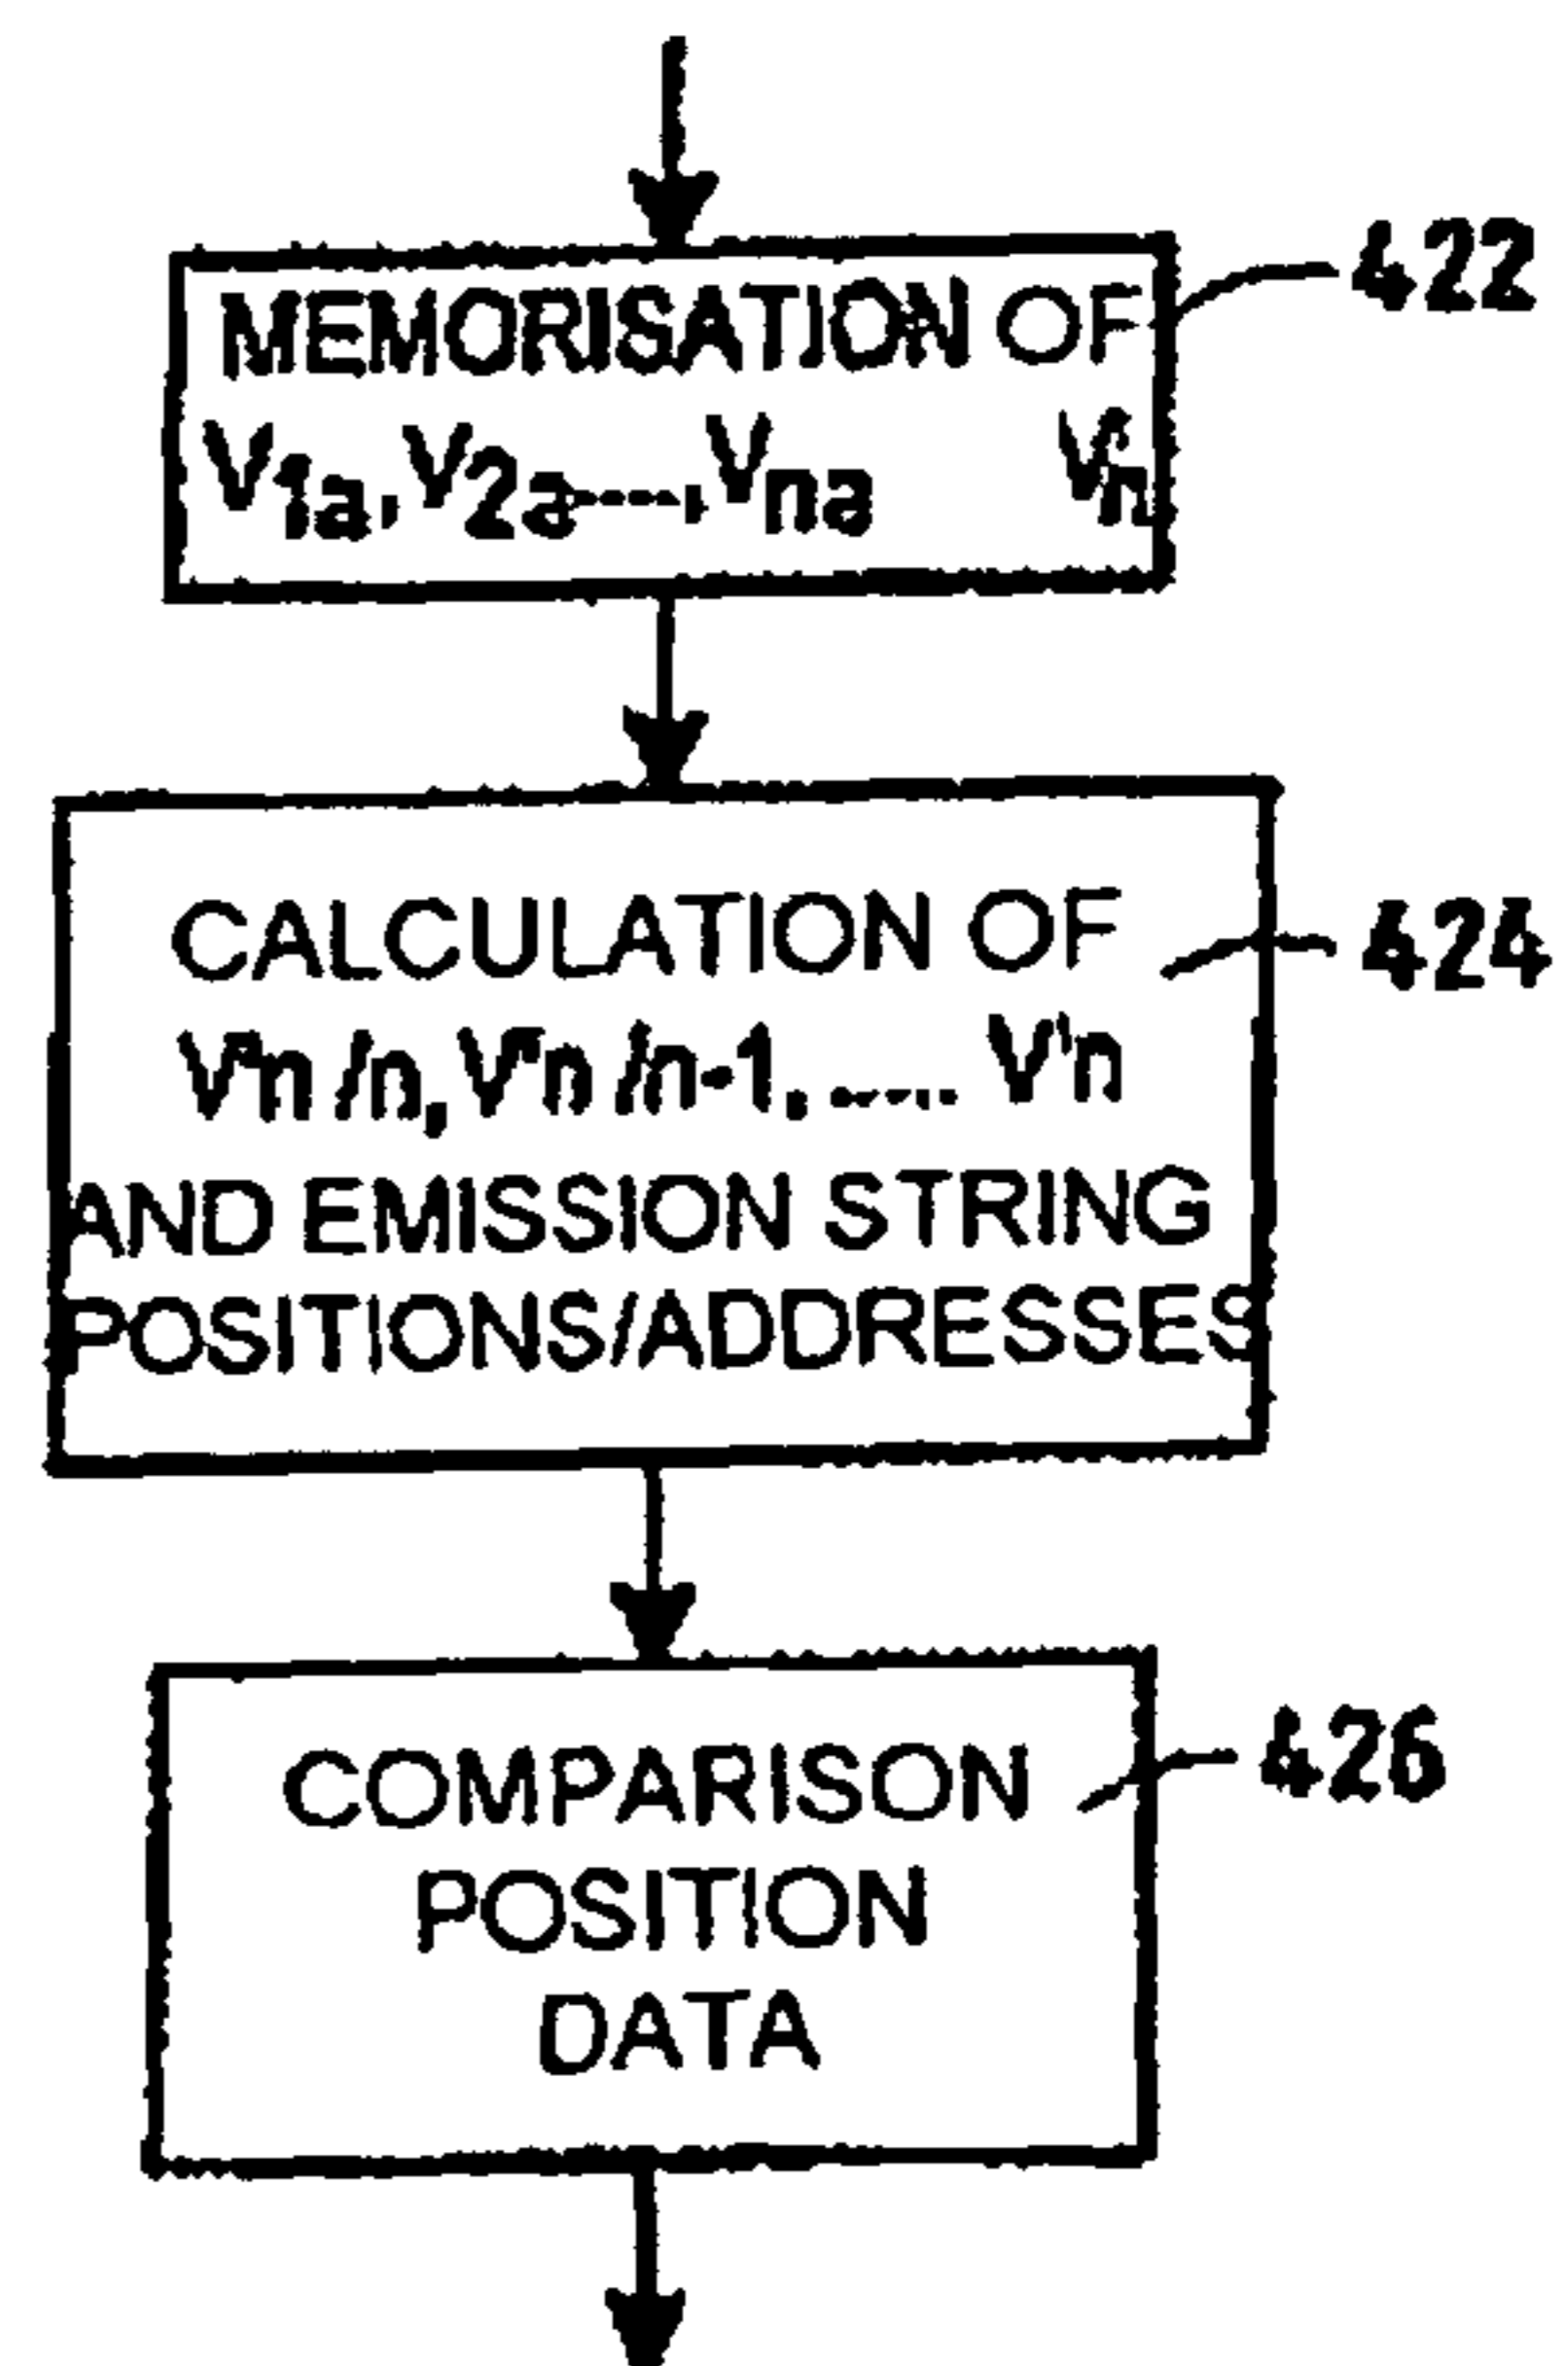 MEMORISATION OF
V1a,V2a----,Vna V'n
422
CALCULATION OF
V"n/n,V"n/n-1,..... V'n
AND EMISSION STRING
POSITIONS/ADDRESSES
424
COMPARISON
POSITION
DATA
426